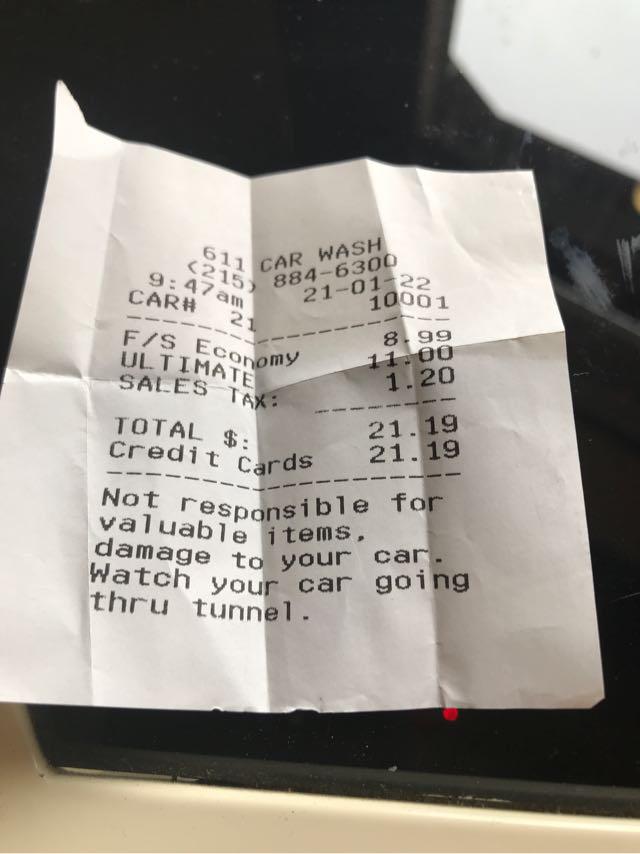 611 CAR WASH
(215) 884-6300
9:47am 21-01-22
CAR# 21 10001
--------------------
F/S Economy 8.99
ULTIMATE 11.00
SALES TAX: 1.20
--------
TOTAL $: 21.19
Credit Cards 21.19
--------------------
Not responsible for
valuable items,
damage to your car.
Watch your car going
thru tunnel.